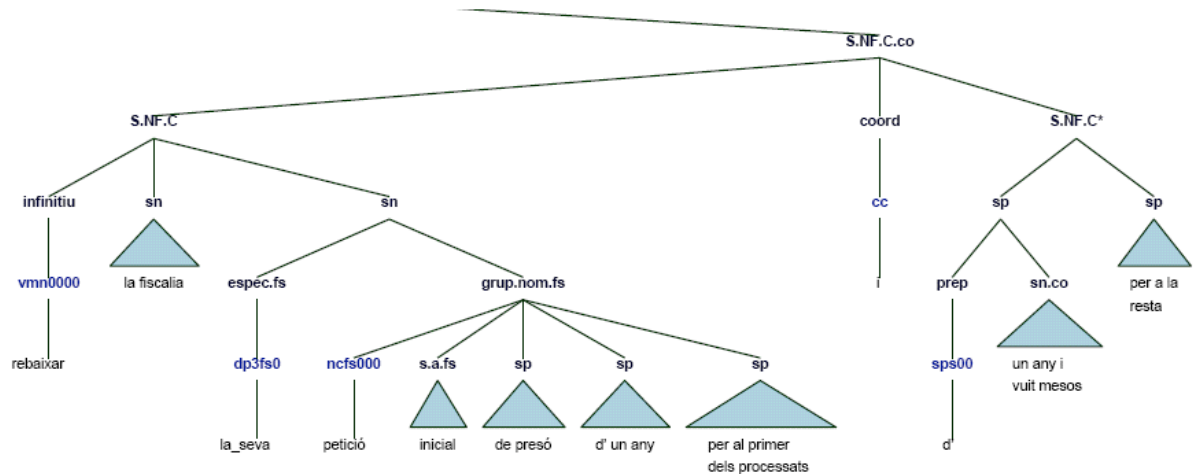 S.NF.C.co
S.NF.C coord S.NF.C*
infinitiu sn sn cc sp sp
vmn0000 la fiscalia espec.fs grup.nom.fs i prep sn.co per a la
resta
rebaixar dp3fs0 ncfs000 s.a.fs sp sp sp sps00 un any i
vuit mesos
la_seva petició inicial de presó d' un any per al primer d'
dels processats